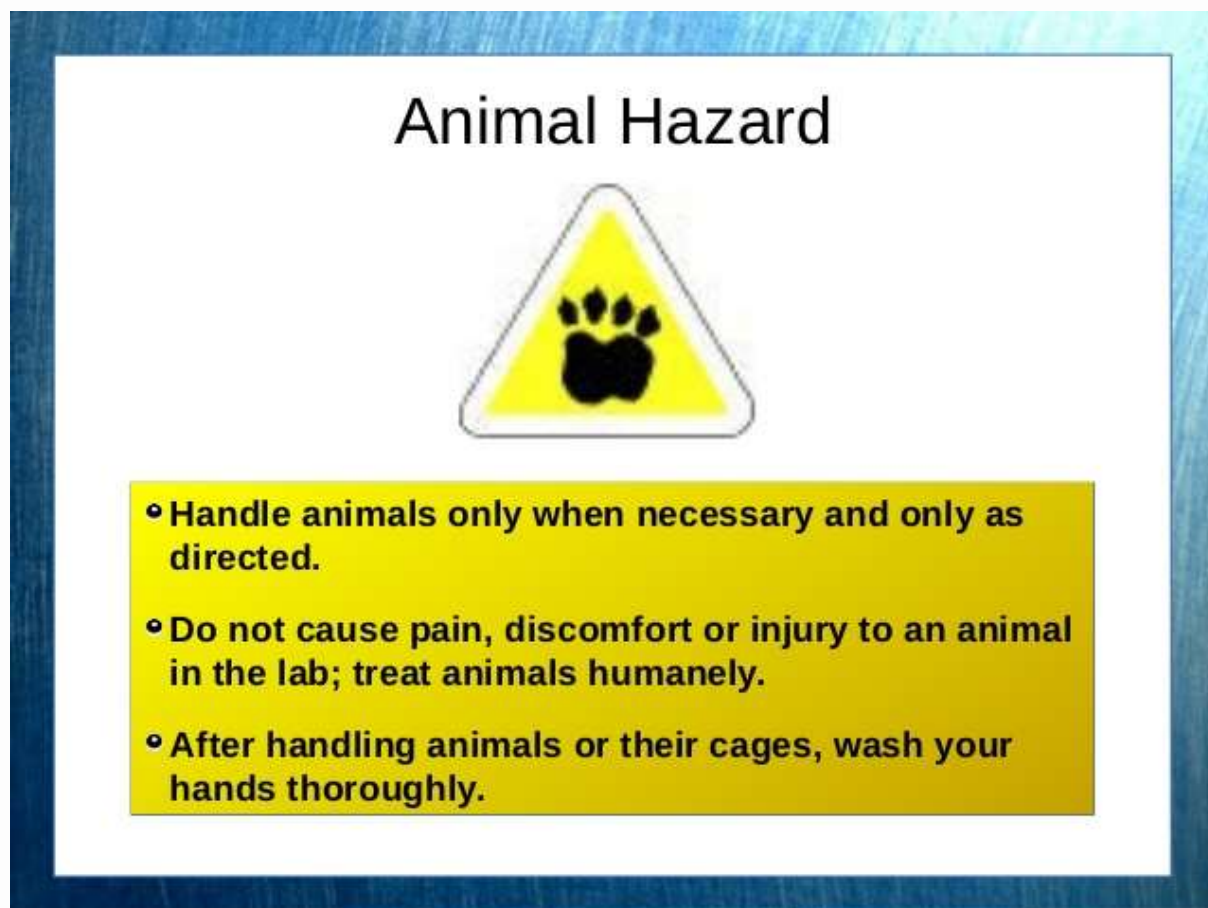 Animal Hazard
Handle animals only when necessary and only as
directed.
Do not cause pain, discomfort or injury to an animal
in the lab; treat animals humanely.
After handling animals or their cages, wash your
hands thoroughly.